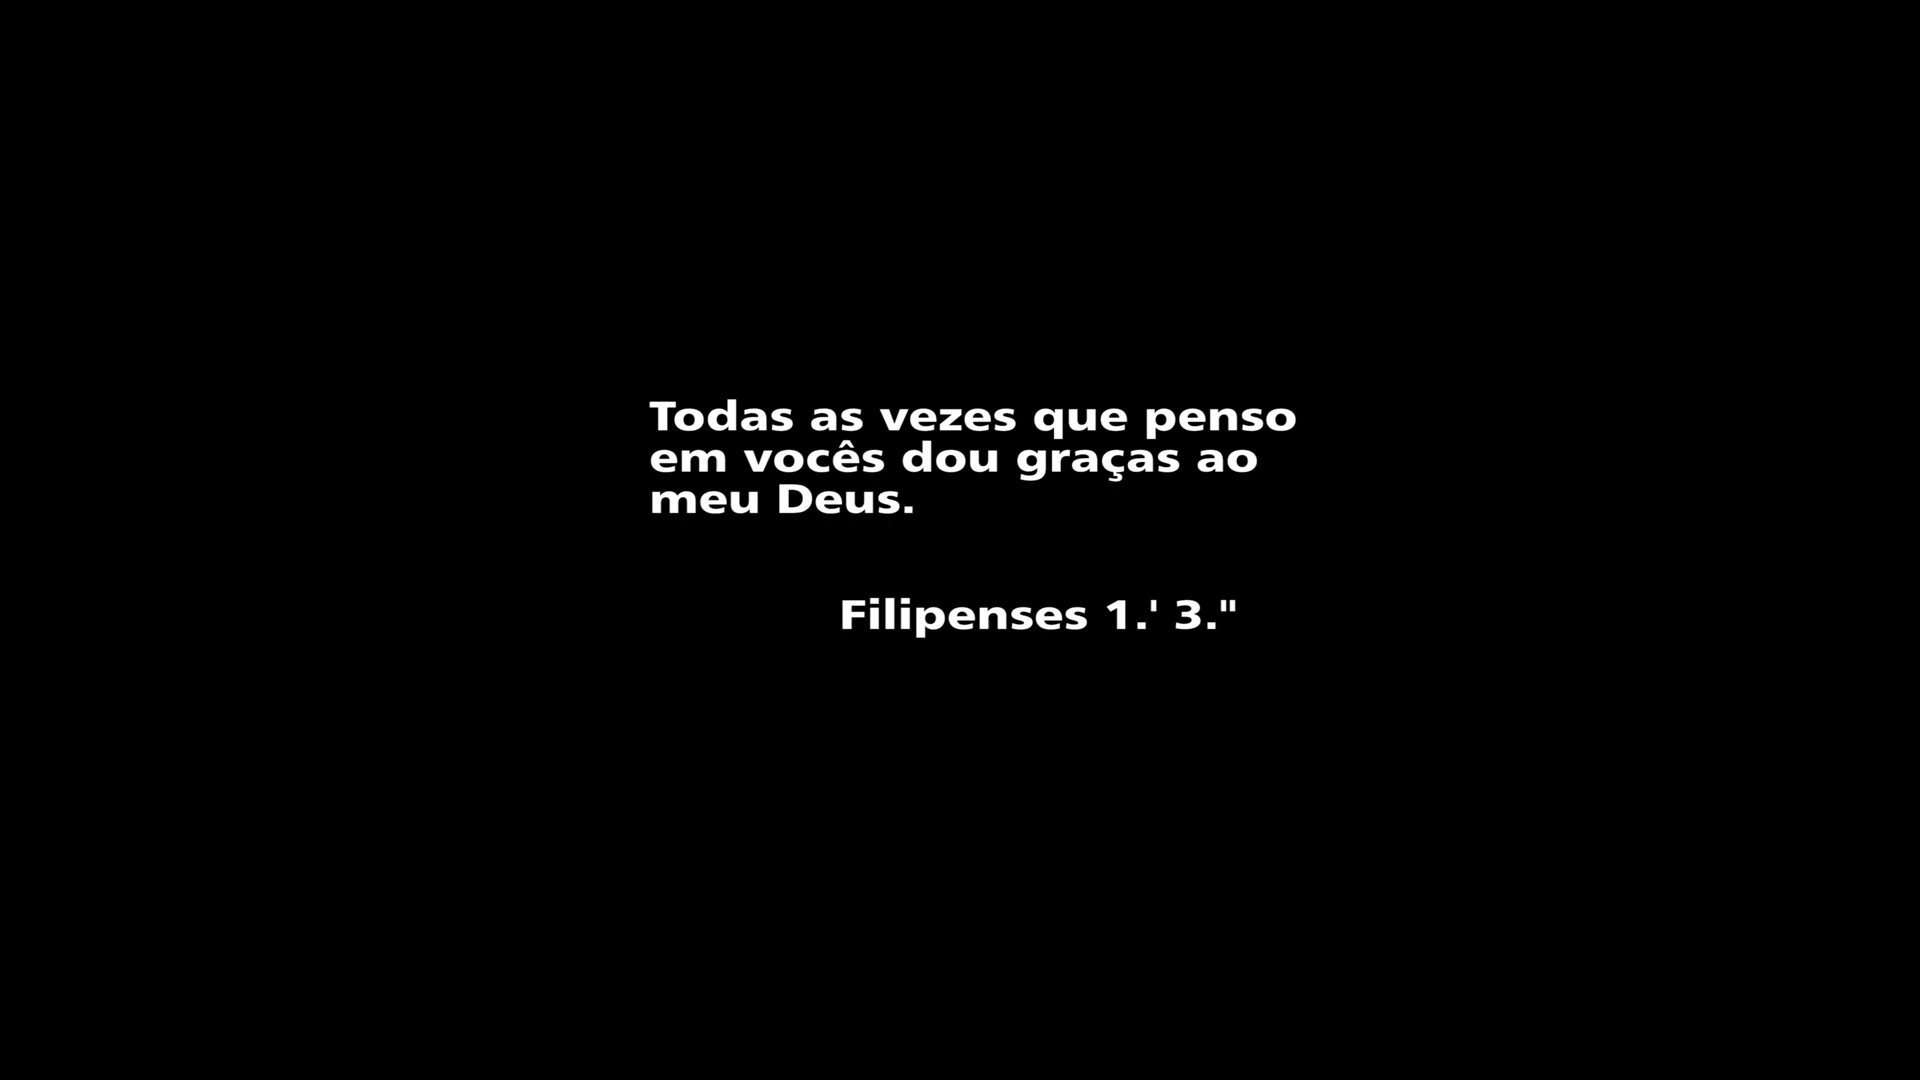 Todas as vezes que penso
em vocês dou graças ao
meu Deus.
Filipenses 1.' 3."